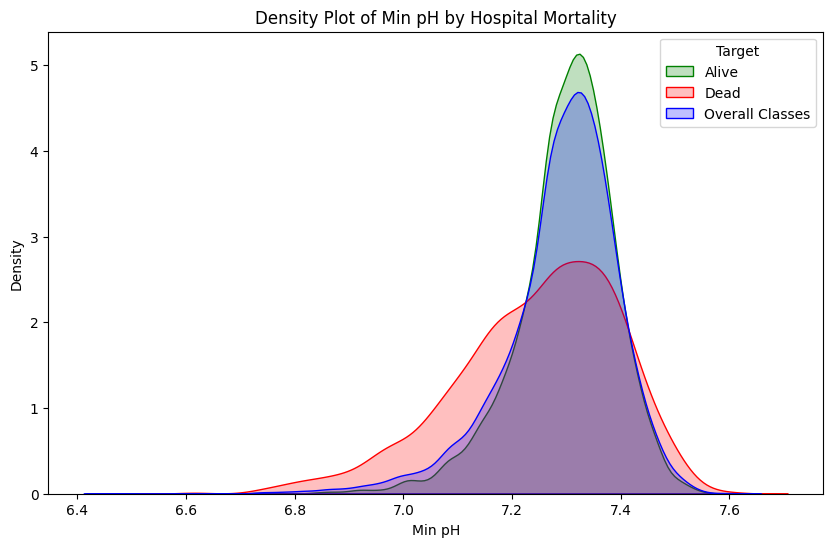 Density Plot of Min pH by Hospital Mortality
Target
Alive
Dead
Overall Classes
Density
5
4
3
2
1
0
6.4 6.6 6.8 7.0 7.2 7.4 7.6
Min pH